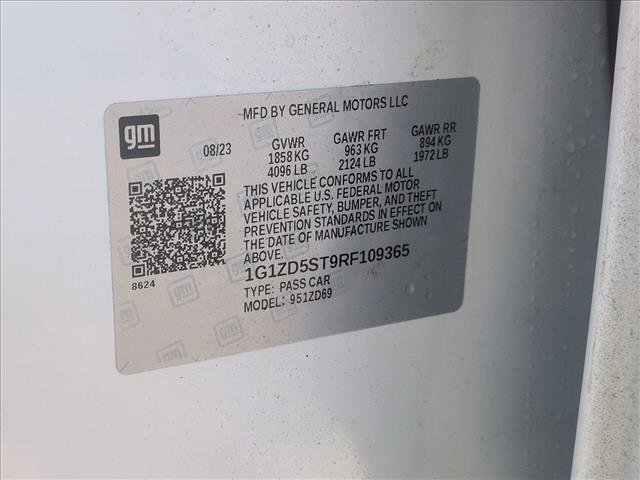 MFD BY GENERAL MOTORS LLC
gm
08/23 GVWR GAWR FRT GAWR RR
1858 KG 963 KG 894 KG
4096 LB 2124 LB 1972 LB
THIS VEHICLE CONFORMS TO ALL
APPLICABLE U.S. FEDERAL MOTOR
VEHICLE SAFETY, BUMPER, AND THEFT
PREVENTION STANDARDS IN EFFECT ON
THE DATE OF MANUFACTURE SHOWN
ABOVE.
8624
1G1ZD5ST9RF109365
TYPE: PASS CAR
MODEL: 951ZD69